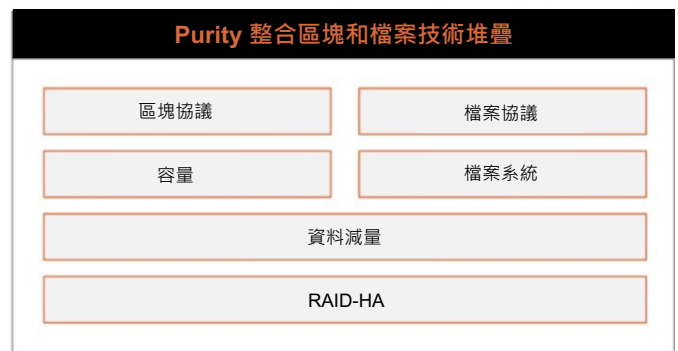 Purity 整合區塊和檔案技術堆疊
區塊協議
檔案協議
容量
檔案系統
資料減量
RAID-HA